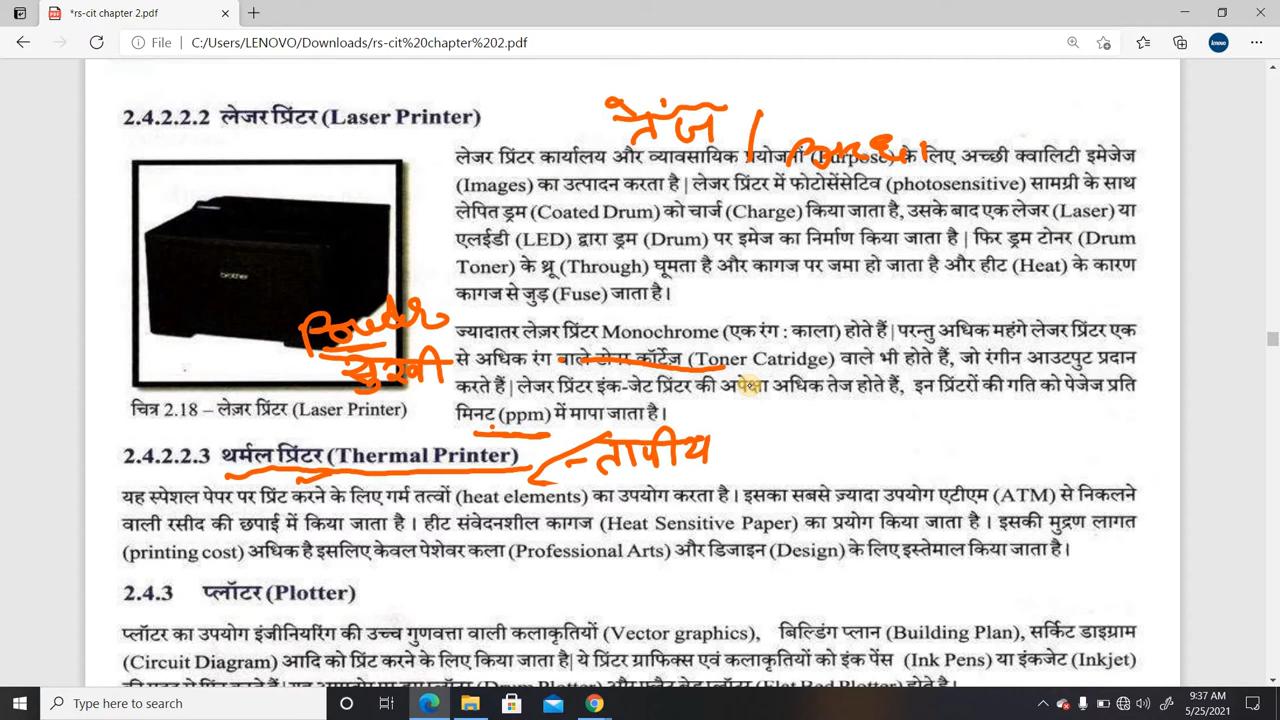 *rs-cit chapter 2.pdf
File C:/Users/LENOVO/Downloads/rs-cit%20chapter%202.pdf
2.4.2.2.2 लेजर प्रिंटर (Laser Printer)
तेज / Powder
लेजर प्रिंटर कार्यालय और व्यावसायिक प्रयोजनों (Purpose) के लिए अच्छी क्वालिटी इमेजेज
(Images) का उत्पादन करता है | लेजर प्रिंटर में फोटोसेंसेटिव (photosensitive) सामग्री के साथ
लेपित ड्रम (Coated Drum) को चार्ज (Charge) किया जाता है, उसके बाद एक लेजर (Laser) या
एलईडी (LED) द्वारा ड्रम (Drum) पर इमेज का निर्माण किया जाता है | फिर ड्रम टोनर (Drum
Toner) के थ्रू (Through) घूमता है और कागज पर जमा हो जाता है और हीट (Heat) के कारण
कागज से जुड़ (Fuse) जाता है।
brother
Powder
सुखी
ज्यादातर लेज़र प्रिंटर Monochrome (एक रंग : काला) होते हैं | परन्तु अधिक महंगे लेजर प्रिंटर एक
से अधिक रंग वाले टोनर कॉर्टेज़ (Toner Catridge) वाले भी होते हैं, जो रंगीन आउटपुट प्रदान
करते हैं | लेजर प्रिंटर इंक-जेट प्रिंटर की अपेक्षा अधिक तेज होते हैं, इन प्रिंटरों की गति को पेजेज प्रति
मिनट (ppm) में मापा जाता है।
चित्र 2.18 – लेज़र प्रिंटर (Laser Printer)
2.4.2.2.3 थर्मल प्रिंटर (Thermal Printer)
तापीय
यह स्पेशल पेपर पर प्रिंट करने के लिए गर्म तत्वों (heat elements) का उपयोग करता है। इसका सबसे ज़्यादा उपयोग एटीएम (ATM) से निकलने
वाली रसीद की छपाई में किया जाता है । हीट संवेदनशील कागज (Heat Sensitive Paper) का प्रयोग किया जाता है । इसकी मुद्रण लागत
(printing cost) अधिक है इसलिए केवल पेशेवर कला (Professional Arts) और डिजाइन (Design) के लिए इस्तेमाल किया जाता है।
2.4.3 प्लॉटर (Plotter)
प्लॉटर का उपयोग इंजीनियरिंग की उच्च गुणवत्ता वाली कलाकृतियों (Vector graphics), बिल्डिंग प्लान (Building Plan), सर्किट डाइग्राम
(Circuit Diagram) आदि को प्रिंट करने के लिए किया जाता है| ये प्रिंटर ग्राफिक्स एवं कलाकृतियों को इंक पेंस (Ink Pens) या इंकजेट (Inkjet)
Type here to search
9:37 AM
5/25/2021